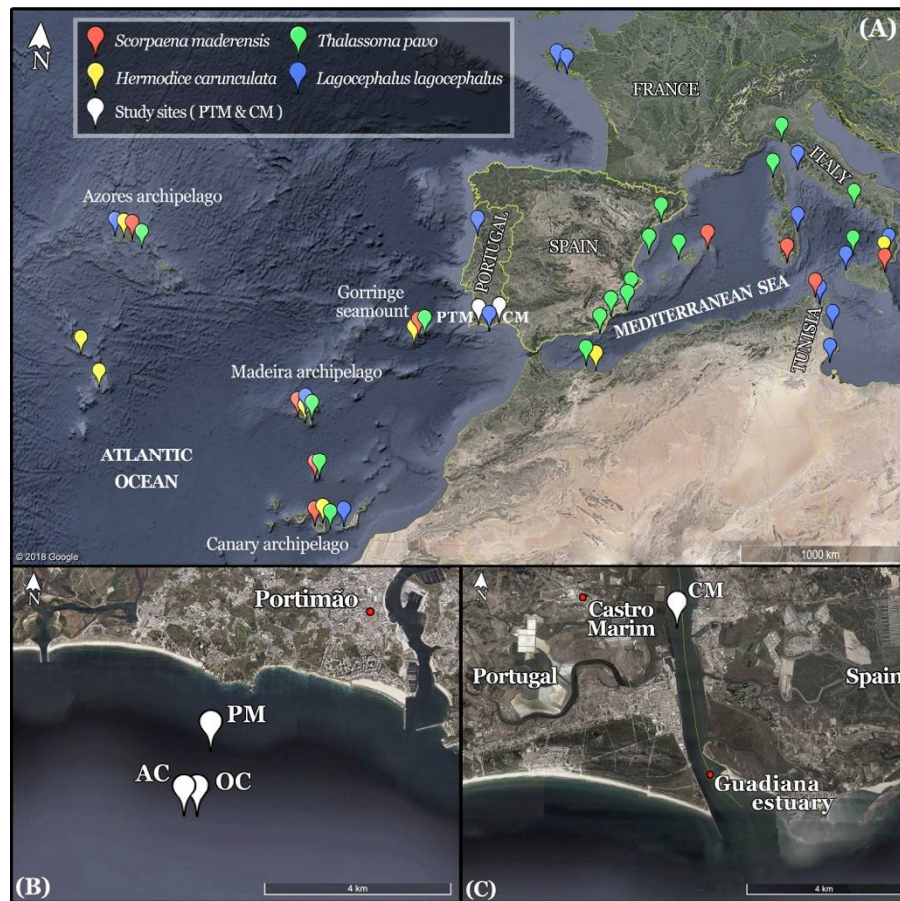 (A)
N
Scorpaena maderensis
Thalassoma pavo
Hermodice carunculata
Lagocephalus lagocephalus
Study sites ( PTM & CM )
FRANCE
ITALY
Azores archipelago
PORTUGAL
SPAIN
Gorringe
seamount
PTM
CM
MEDITERRANEAN SEA
TUNISIA
Madeira archipelago
ATLANTIC
OCEAN
Canary archipelago
© 2018 Google
1000 km
N
Portimão
PM
AC
OC
(B)
4 km
N
CM
Castro
Marim
Portugal
Spain
Guadiana
estuary
(C)
4 km